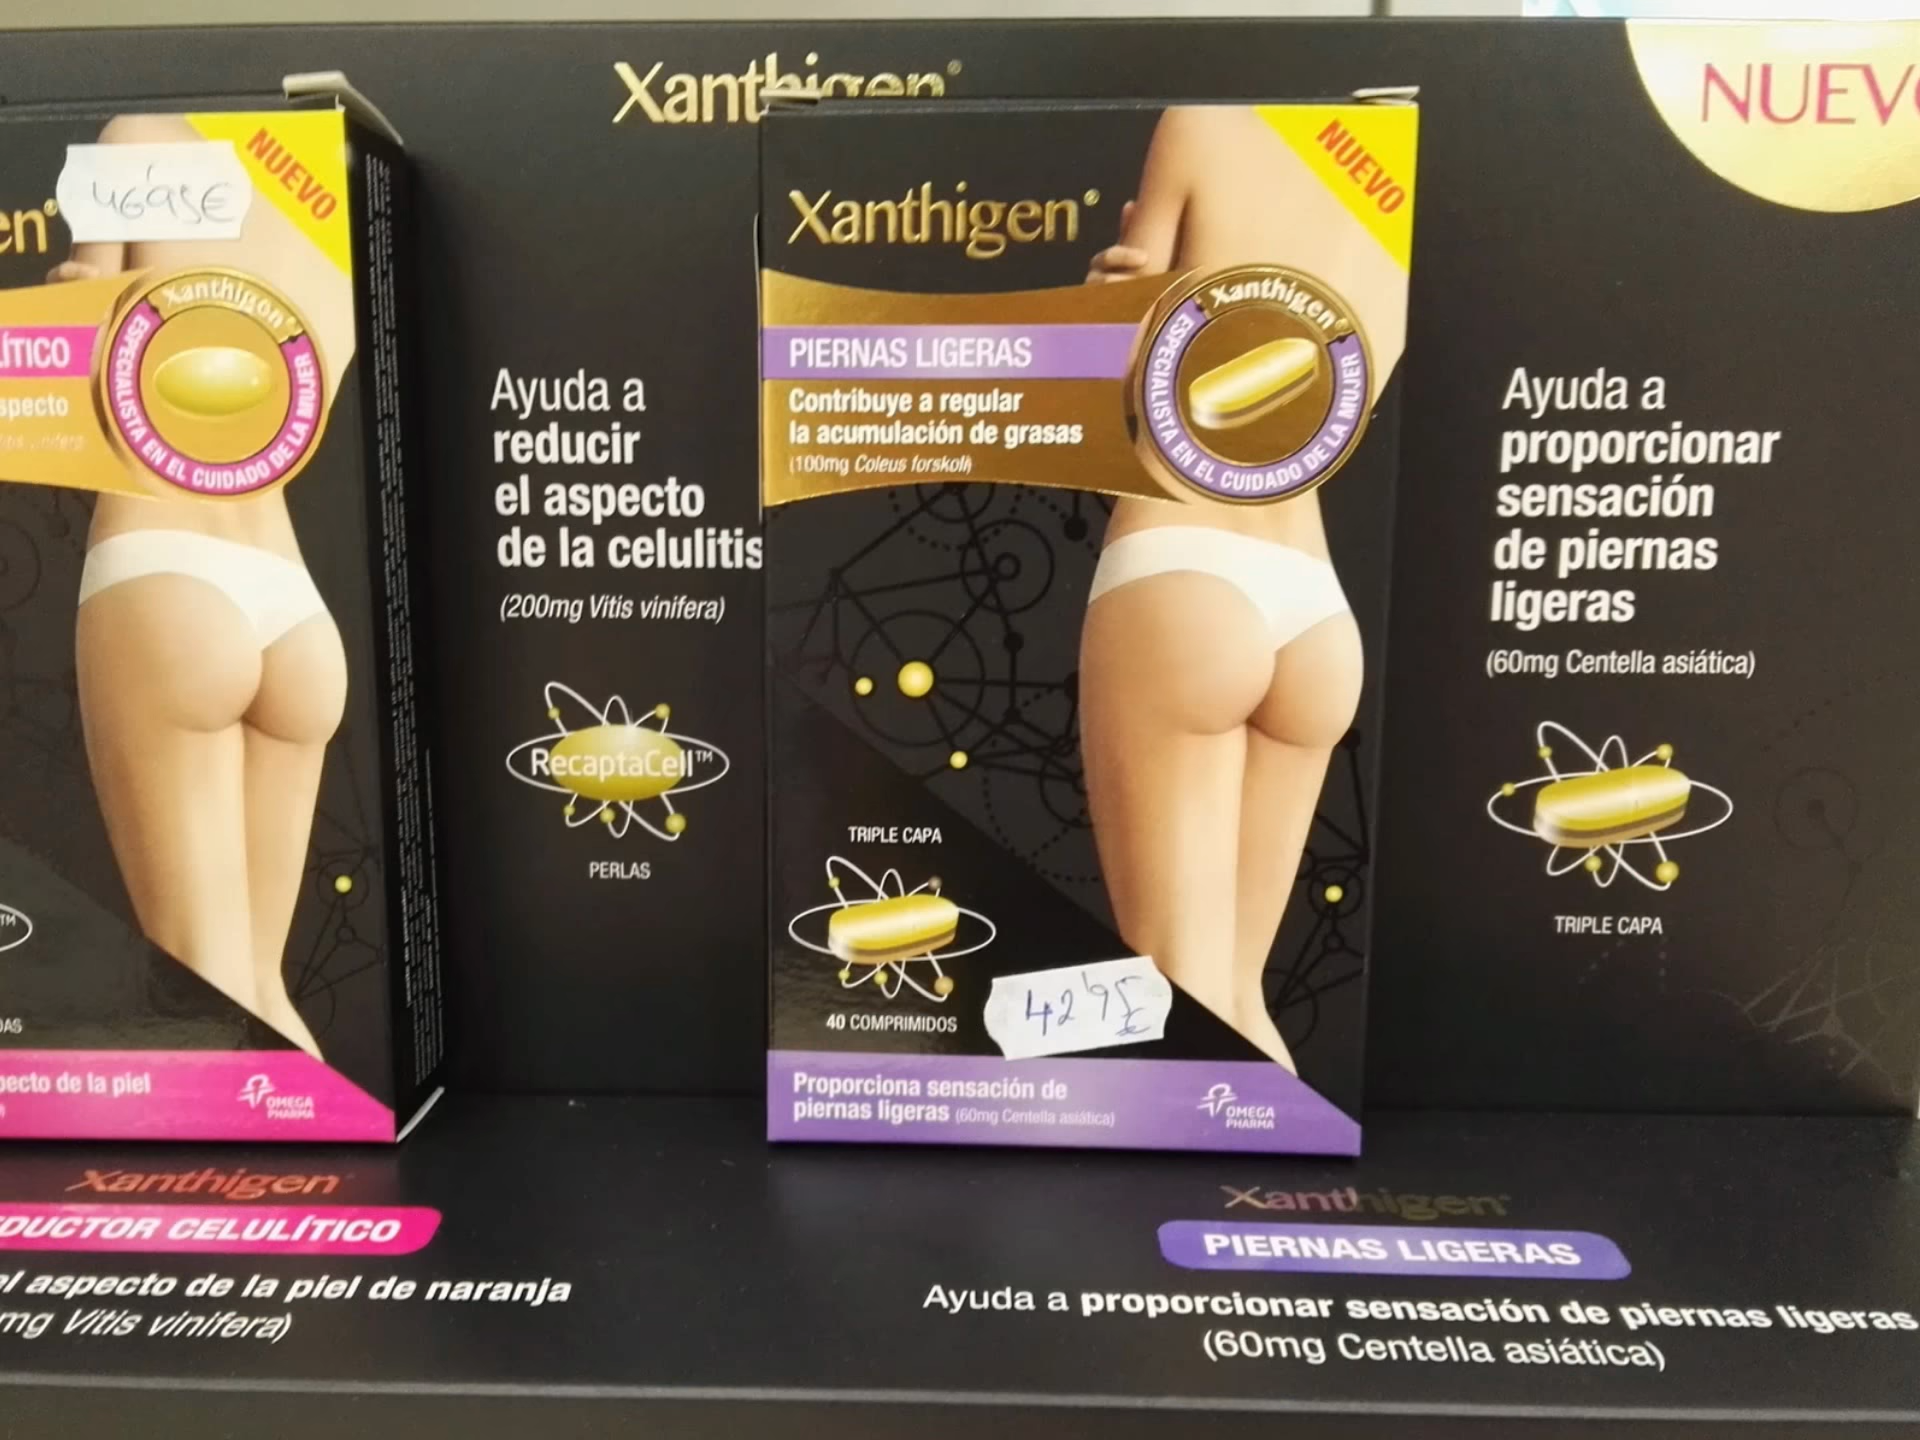 Xanthigen®
NUEVO
46'95€
NUEVO
ESPECIALISTA EN EL CUIDADO DE LA MUJER
Xanthigen®
Ayuda a
reducir
el aspecto
de la celulitis
(200mg Vitis vinifera)
RecaptaCell™
PERLAS
pecto de la piel
OMEGA
PHARMA
Xanthigen®
NUEVO
PIERNAS LIGERAS
Contribuye a regular
la acumulación de grasas
(100mg Coleus forskoli)
Xanthigen®
ESPECIALISTA EN EL CUIDADO DE LA MUJER
TRIPLE CAPA
40 COMPRIMIDOS
42'95€
Proporciona sensación de
piernas ligeras (60mg Centella asiática)
OMEGA
PHARMA
Ayuda a
proporcionar
sensación
de piernas
ligeras
(60mg Centella asiática)
TRIPLE CAPA
Xanthigen®
DUCTOR CELULÍTICO
el aspecto de la piel de naranja
mg Vitis vinifera)
Xanthigen®
PIERNAS LIGERAS
Ayuda a proporcionar sensación de piernas ligeras
(60mg Centella asiática)